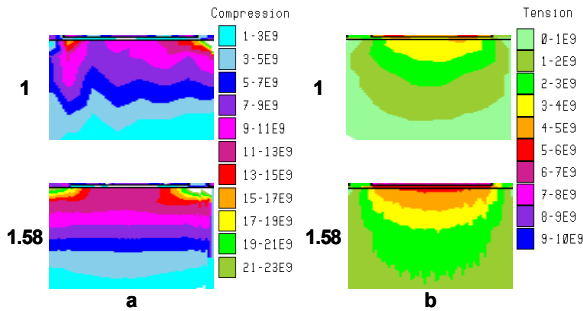 Compression
1-3E9
3-5E9
5-7E9
7-9E9
9-11E9
11-13E9
13-15E9
15-17E9
17-19E9
19-21E9
21-23E9
1
1.58
a
Tension
0-1E9
1-2E9
2-3E9
3-4E9
4-5E9
5-6E9
6-7E9
7-8E9
8-9E9
9-10E9
1
1.58
b